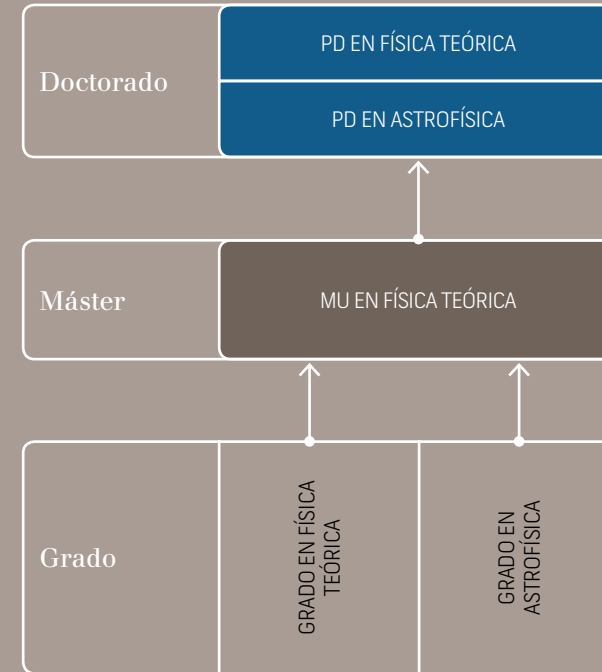 Doctorado
PD EN FÍSICA TEÓRICA
PD EN ASTROFÍSICA
Máster
MU EN FÍSICA TEÓRICA
Grado
GRADO EN FÍSICA
TEÓRICA
GRADO EN
ASTROFÍSICA